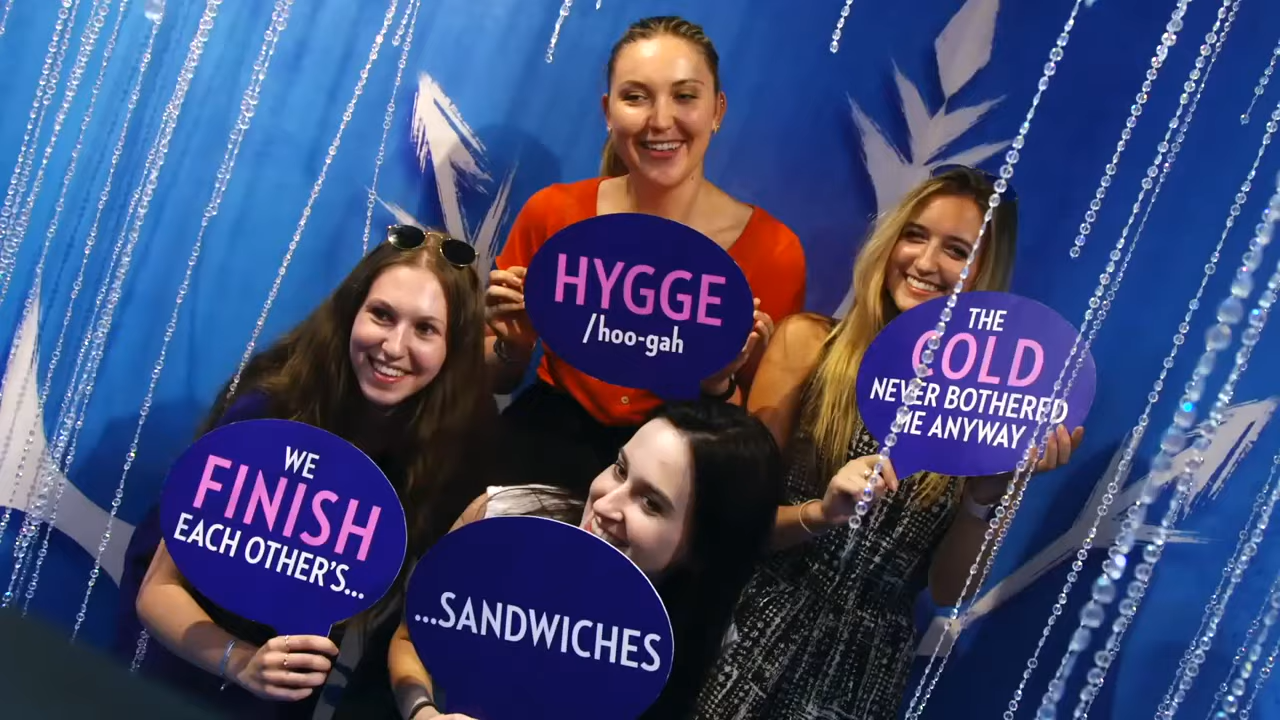 HYGGE
/hoo-gah
THE
COLD
NEVER BOTHERED
ME ANYWAY
WE
FINISH
EACH OTHER'S...
...SANDWICHES